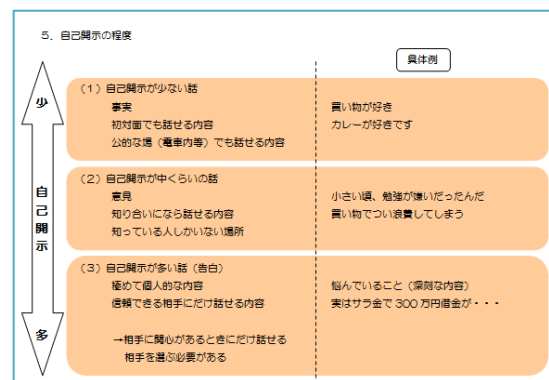 5．自己開示の程度
具体例
少
自己開示
多
（１）自己開示が少ない話
事実
初対面でも話せる内容
公的な場（電車内等）でも話せる内容
買い物が好き
カレーが好きです
（２）自己開示が中くらいの話
意見
知り合いになら話せる内容
知っている人しかいない場所
小さい頃、勉強が嫌いだったんだ
買い物でつい浪費してしまう
（３）自己開示が多い話（告白）
極めて個人的な内容
信頼できる相手にだけ話せる内容
→相手に関心があるときにだけ話せる
相手を選ぶ必要がある
悩んでいること（深刻な内容）
実はサラ金で300万円借金が・・・